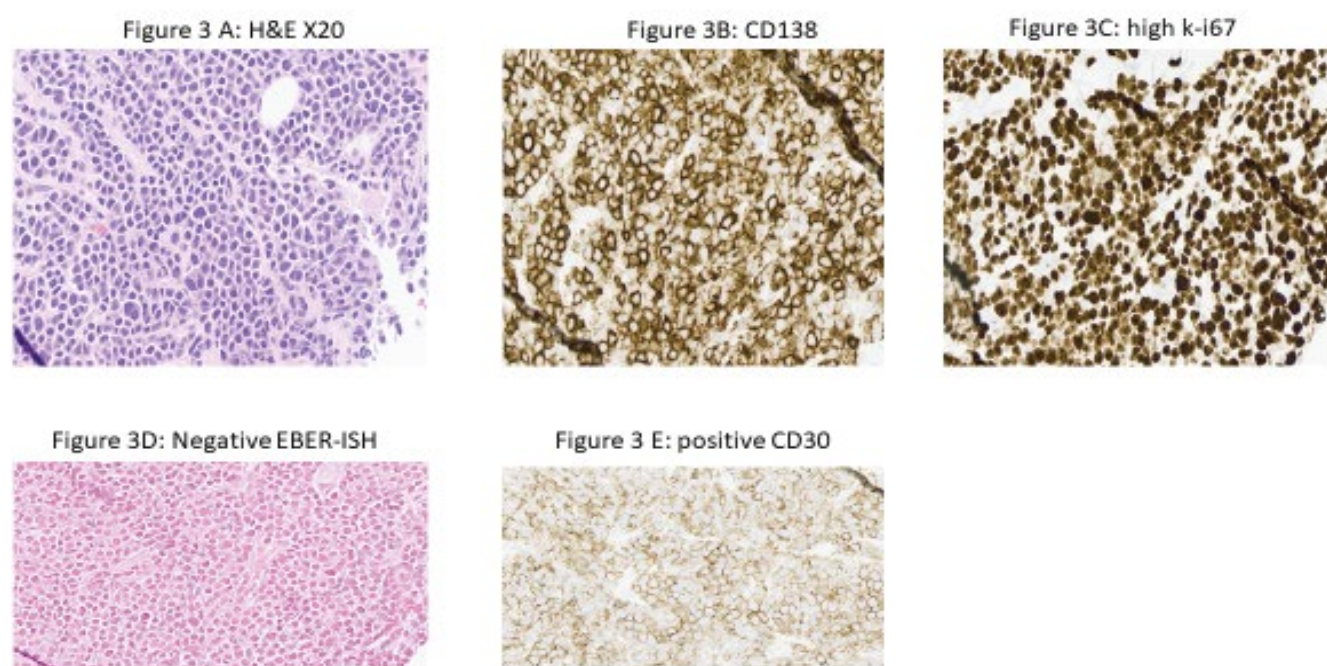 Figure 3 A: H&E X20
Figure 3B: CD138
Figure 3C: high k-i67
Figure 3D: Negative EBER-ISH
Figure 3 E: positive CD30